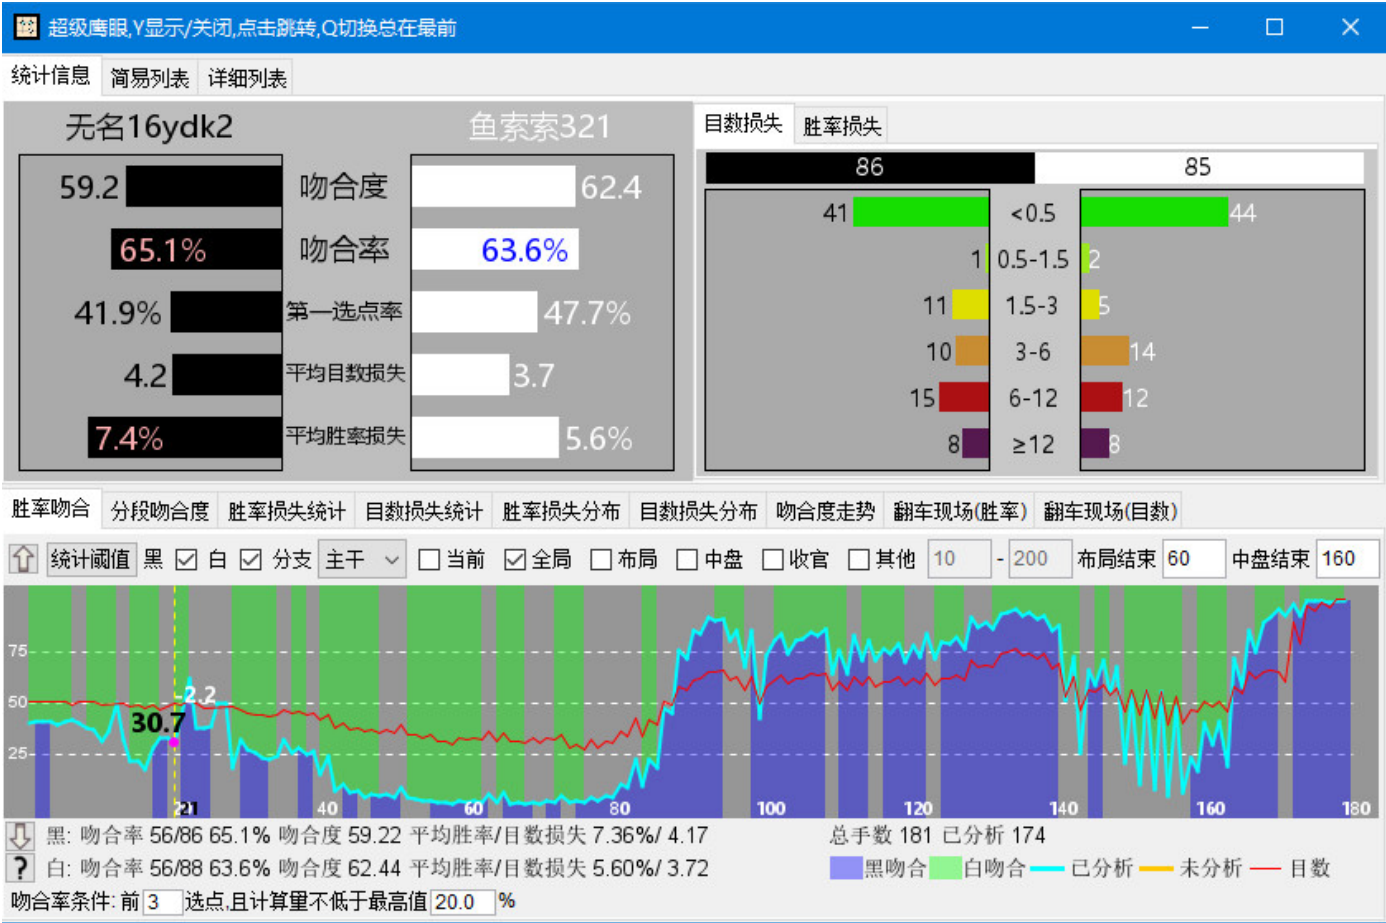 超级鹰眼,Y显示/关闭,点击跳转,Q切换总在最前
统计信息 简易列表 详细列表
无名16ydk2 鱼索索321
59.2 吻合度 62.4
65.1% 吻合率 63.6%
41.9% 第一选点率 47.7%
4.2 平均目数损失 3.7
7.4% 平均胜率损失 5.6%
目数损失 胜率损失
86 85
41 <0.5 44
1 0.5-1.5 2
11 1.5-3 5
10 3-6 14
15 6-12 12
8 ≥12 8
胜率吻合 分段吻合度 胜率损失统计 目数损失统计 胜率损失分布 目数损失分布 吻合度走势 翻车现场(胜率) 翻车现场(目数)
统计阈值 黑 白 分支 主干 当前 全局 布局 中盘 收官 其他 10 - 200 布局结束 60 中盘结束 160
75
50 -2.2
30.7
25
21 40 60 80 100 120 140 160 180
黑: 吻合率 56/86 65.1% 吻合度 59.22 平均胜率/目数损失 7.36%/ 4.17 总手数 181 已分析 174
? 白: 吻合率 56/88 63.6% 吻合度 62.44 平均胜率/目数损失 5.60%/ 3.72 黑吻合 白吻合 已分析 未分析 目数
吻合率条件: 前 3 选点,且计算量不低于最高值 20.0 %